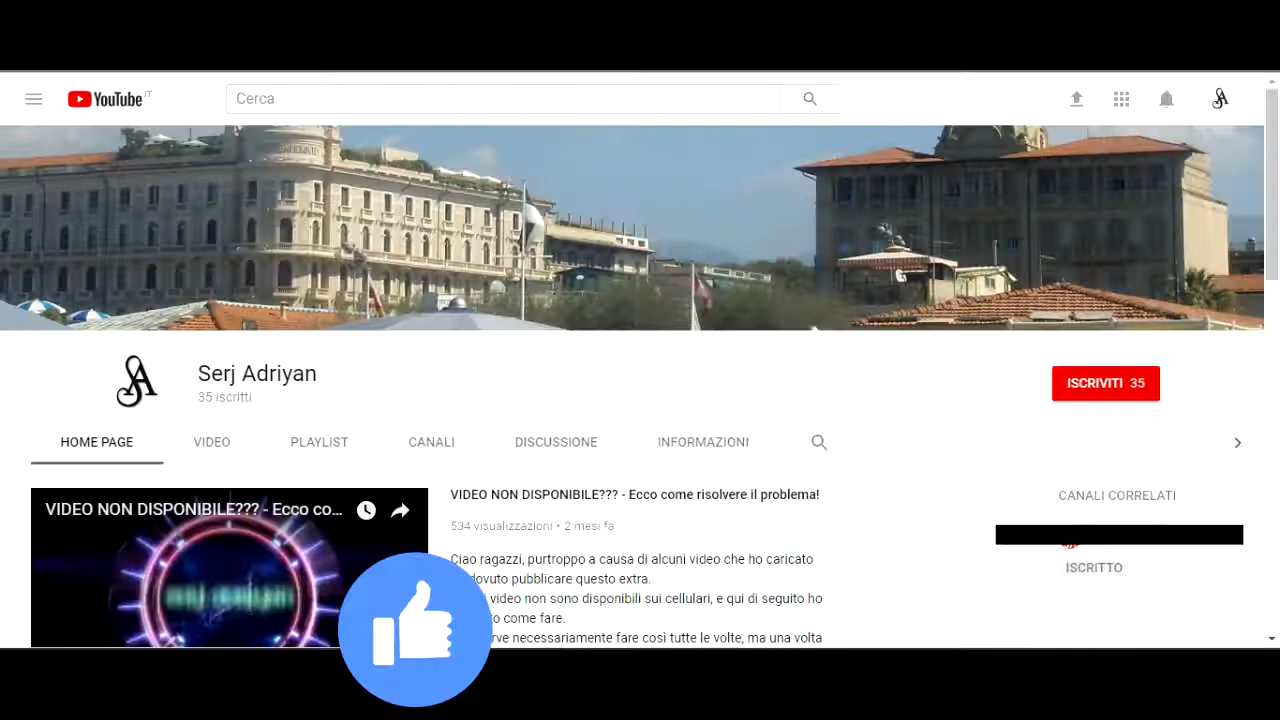 YouTube IT
Cerca
Serj Adriyan
35 iscritti
ISCRIVITI 35
HOME PAGE VIDEO PLAYLIST CANALI DISCUSSIONE INFORMAZIONI
VIDEO NON DISPONIBILE??? - Ecco co...
VIDEO NON DISPONIBILE??? - Ecco come risolvere il problema!
534 visualizzazioni • 2 mesi fa
Ciao ragazzi, purtroppo a causa di alcuni video che ho caricato
dovuto pubblicare questo extra.
video non sono disponibili sui cellulari, e qui di seguito ho
come fare.
necessariamente fare così tutte le volte, ma una volta
CANALI CORRELATI
ISCRITTO